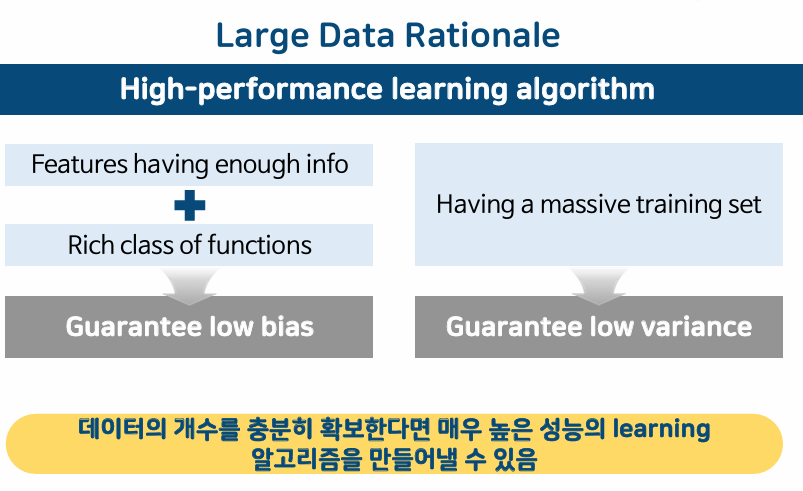 Large Data Rationale
High-performance learning algorithm
Features having enough info
Rich class of functions
Guarantee low bias
Having a massive training set
Guarantee low variance
데이터의 개수를 충분히 확보한다면 매우 높은 성능의 learning
알고리즘을 만들어낼 수 있음